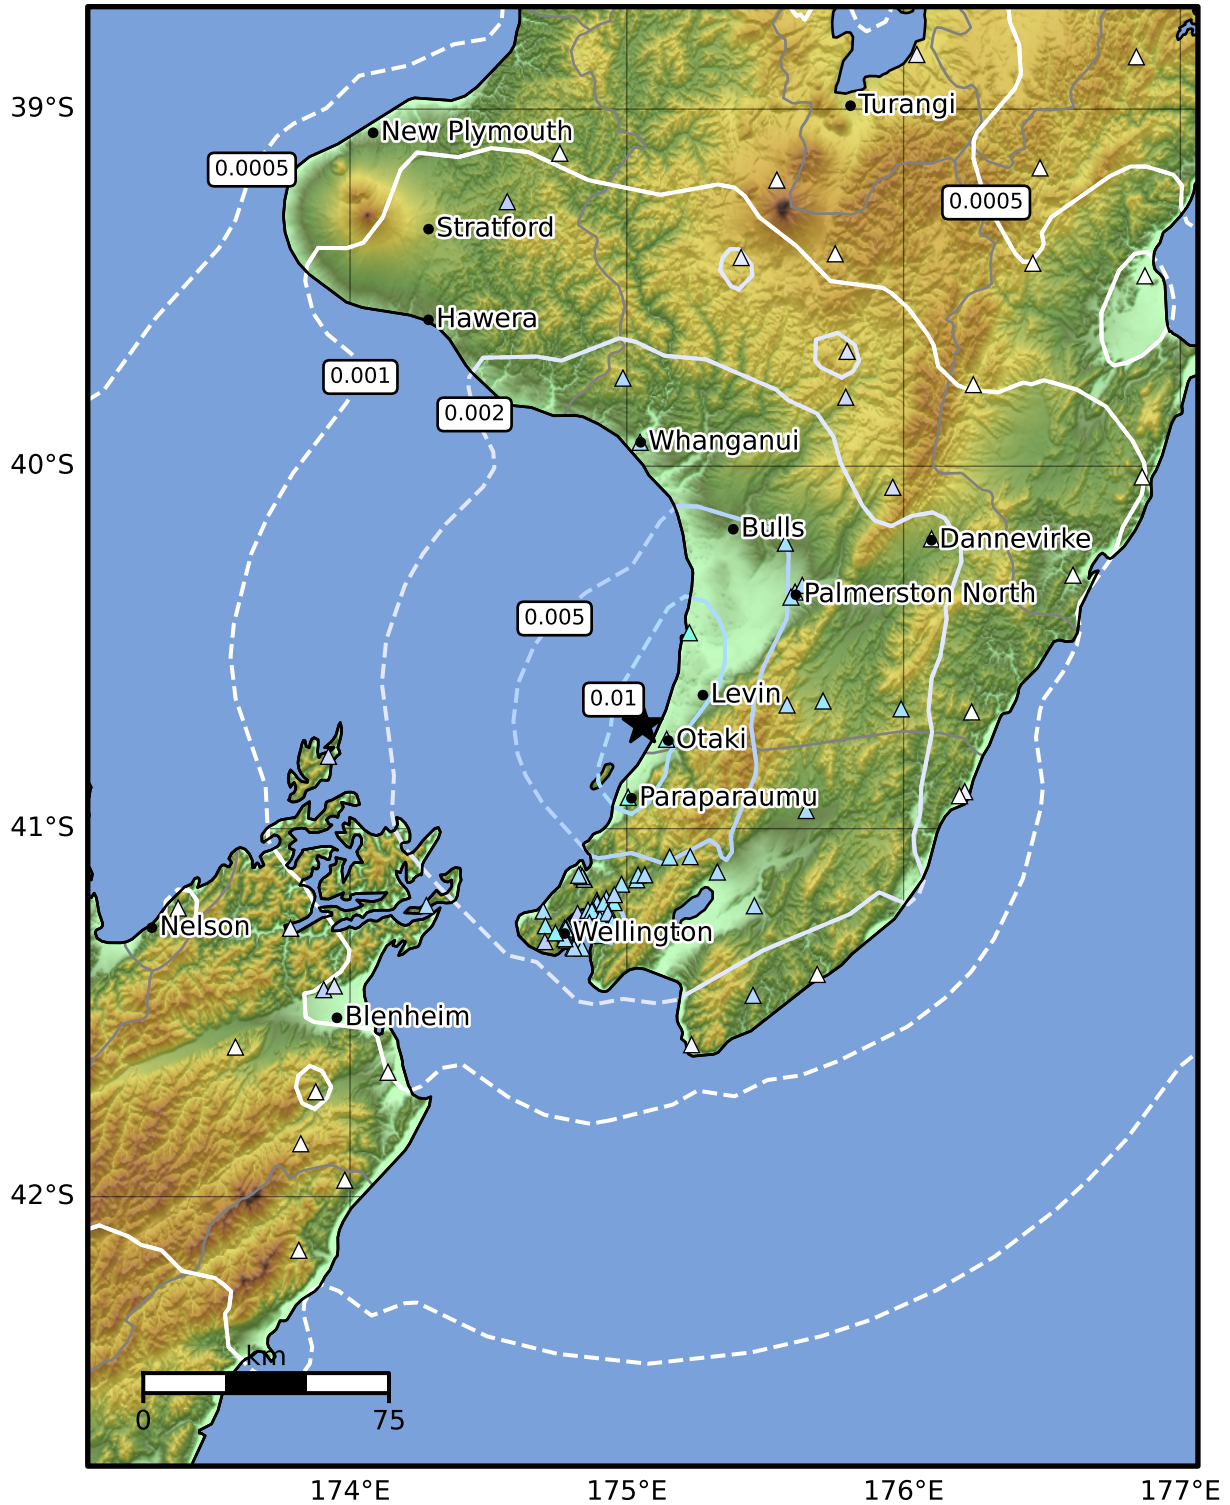 39°S
Turangi
New Plymouth
0.0005
0.0005
Stratford
Hawera
0.001
0.002
Whanganui
40°S
Bulls
Dannevirke
Palmerston North
0.005
Levin
0.01
Otaki
Paraparaumu
41°S
Nelson
Wellington
Blenheim
42°S
km
0 75
174°E 175°E 176°E 177°E